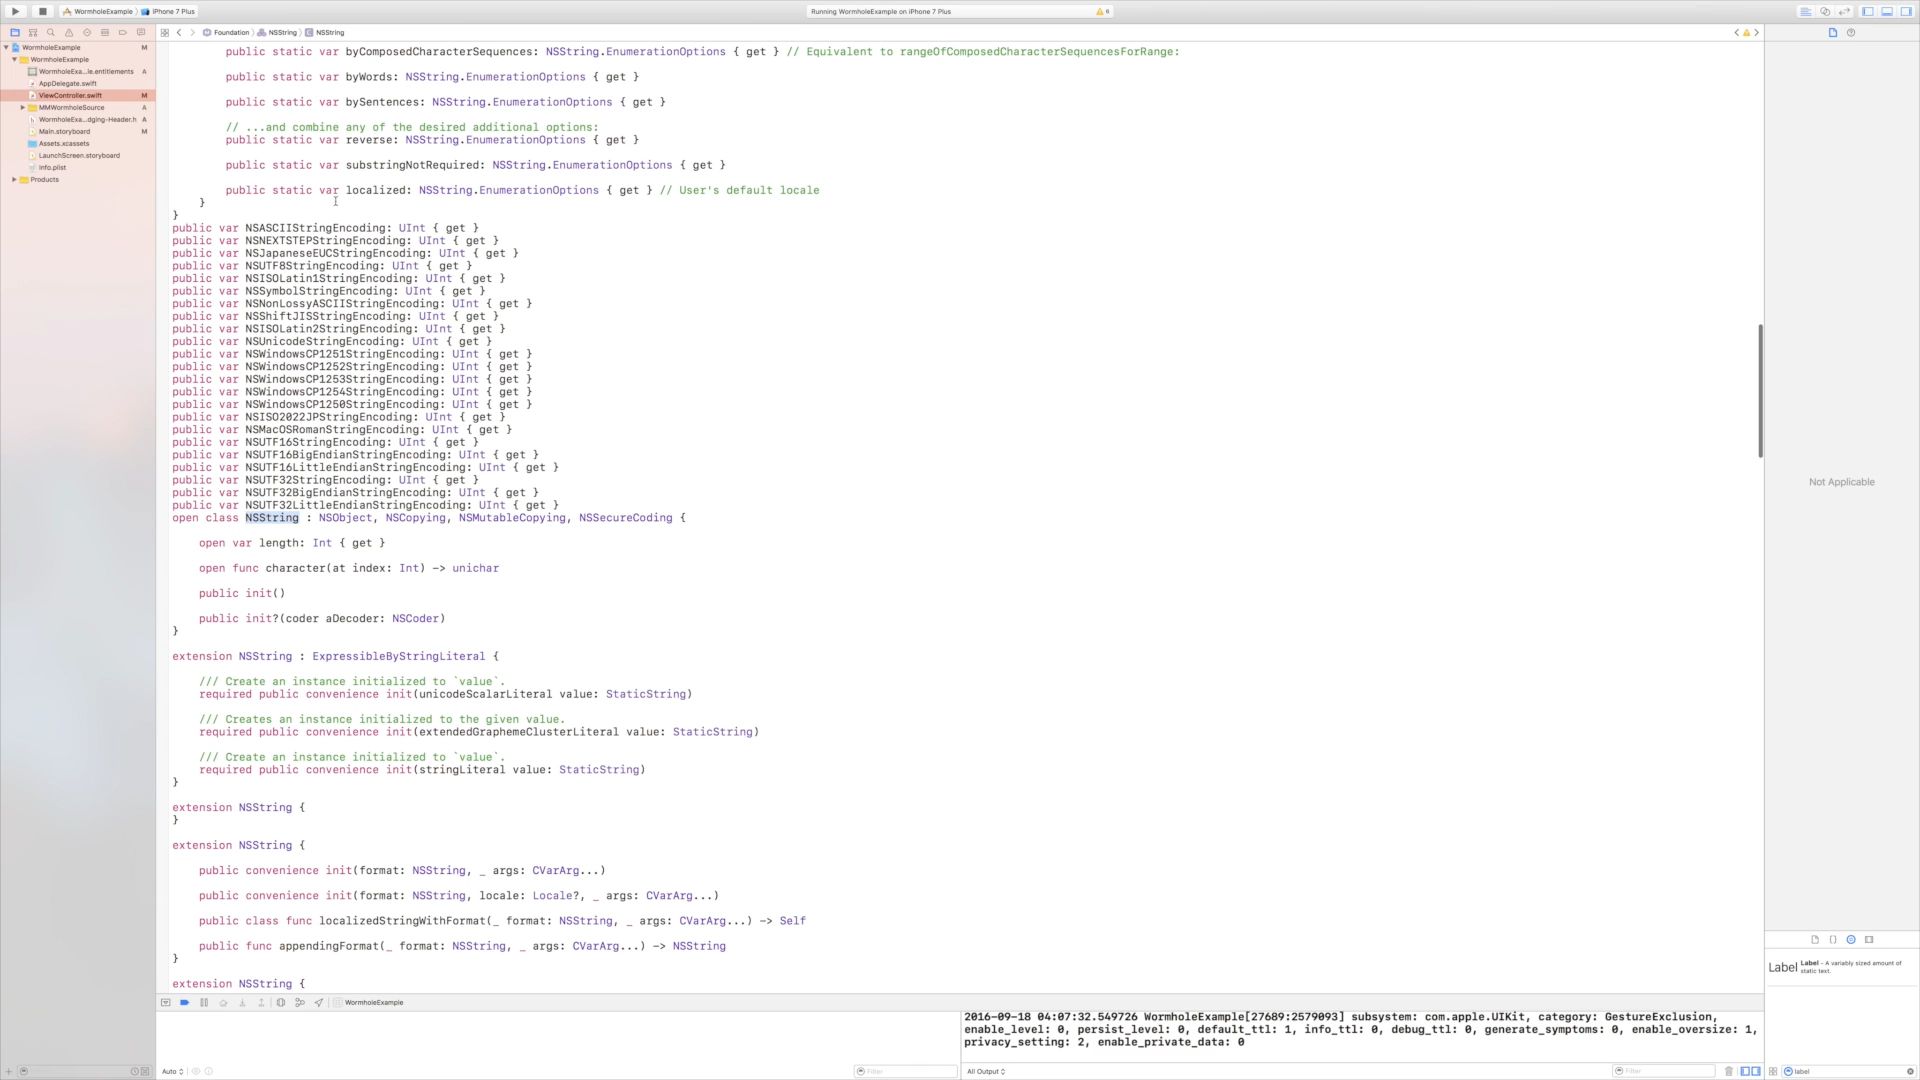 WormholeExample
iPhone 7 Plus
Running WormholeExample on iPhone 7 Plus
6
Foundation
NSString
NSString
WormholeExample M
WormholeExample
WormholeExa...le.entitlements A
AppDelegate.swift
ViewController.swift M
MMWormholeSource A
WormholeExa...dging-Header.h A
Main.storyboard M
Assets.xcassets
LaunchScreen.storyboard
Info.plist
Products
public static var byComposedCharacterSequences: NSString.EnumerationOptions { get } // Equivalent to rangeOfComposedCharacterSequencesForRange:
public static var byWords: NSString.EnumerationOptions { get }
public static var bySentences: NSString.EnumerationOptions { get }
// ...and combine any of the desired additional options:
public static var reverse: NSString.EnumerationOptions { get }
public static var substringNotRequired: NSString.EnumerationOptions { get }
public static var localized: NSString.EnumerationOptions { get } // User's default locale
}
}
public var NSASCIIStringEncoding: UInt { get }
public var NSNEXTSTEPStringEncoding: UInt { get }
public var NSJapaneseEUCStringEncoding: UInt { get }
public var NSUTF8StringEncoding: UInt { get }
public var NSISOLatin1StringEncoding: UInt { get }
public var NSSymbolStringEncoding: UInt { get }
public var NSNonLossyASCIIStringEncoding: UInt { get }
public var NSShiftJISStringEncoding: UInt { get }
public var NSISOLatin2StringEncoding: UInt { get }
public var NSUnicodeStringEncoding: UInt { get }
public var NSWindowsCP1251StringEncoding: UInt { get }
public var NSWindowsCP1252StringEncoding: UInt { get }
public var NSWindowsCP1253StringEncoding: UInt { get }
public var NSWindowsCP1254StringEncoding: UInt { get }
public var NSWindowsCP1250StringEncoding: UInt { get }
public var NSISO2022JPStringEncoding: UInt { get }
public var NSMacOSRomanStringEncoding: UInt { get }
public var NSUTF16StringEncoding: UInt { get }
public var NSUTF16BigEndianStringEncoding: UInt { get }
public var NSUTF16LittleEndianStringEncoding: UInt { get }
public var NSUTF32StringEncoding: UInt { get }
public var NSUTF32BigEndianStringEncoding: UInt { get }
public var NSUTF32LittleEndianStringEncoding: UInt { get }
open class NSString : NSObject, NSCopying, NSMutableCopying, NSSecureCoding {
open var length: Int { get }
open func character(at index: Int) -> unichar
public init()
public init?(coder aDecoder: NSCoder)
}
extension NSString : ExpressibleByStringLiteral {
/// Create an instance initialized to `value`.
required public convenience init(unicodeScalarLiteral value: StaticString)
/// Creates an instance initialized to the given value.
required public convenience init(extendedGraphemeClusterLiteral value: StaticString)
/// Create an instance initialized to `value`.
required public convenience init(stringLiteral value: StaticString)
}
extension NSString {
}
extension NSString {
public convenience init(format: NSString, _ args: CVarArg...)
public convenience init(format: NSString, locale: Locale?, _ args: CVarArg...)
public class func localizedStringWithFormat(_ format: NSString, _ args: CVarArg...) -> Self
public func appendingFormat(_ format: NSString, _ args: CVarArg...) -> NSString
}
extension NSString {
Not Applicable
Label
Label - A variably sized amount of static text.
WormholeExample
2016-09-18 04:07:32.549726 WormholeExample[27689:2579093] subsystem: com.apple.UIKit, category: GestureExclusion,
enable_level: 0, persist_level: 0, default_ttl: 1, info_ttl: 0, debug_ttl: 0, generate_symptoms: 0, enable_oversize: 1,
privacy_setting: 2, enable_private_data: 0
Auto
Filter
All Output
Filter
label